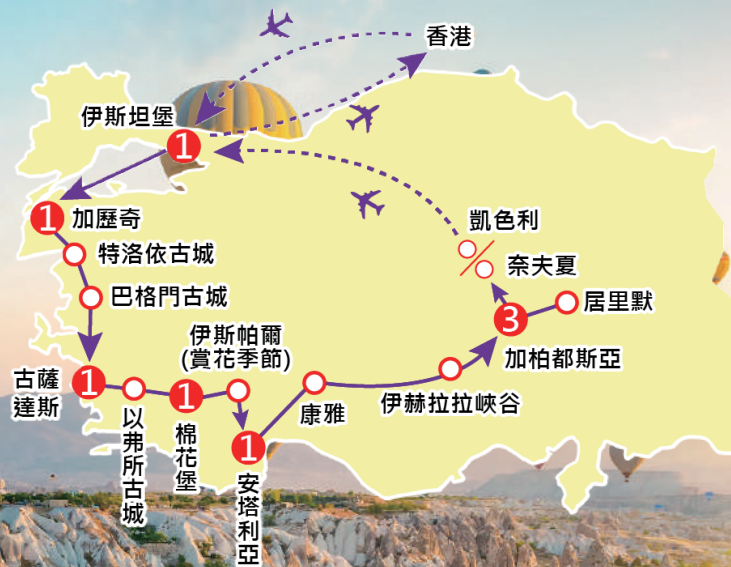 香港
伊斯坦堡
1
1
加歷奇
特洛依古城
巴格門古城
凱色利
奈夫夏
居里默
3
加柏都斯亞
伊斯帕爾
(賞花季節)
古薩
達斯
1
以弗所古城
1
棉花堡
1
安塔利亞
康雅
伊赫拉拉峽谷